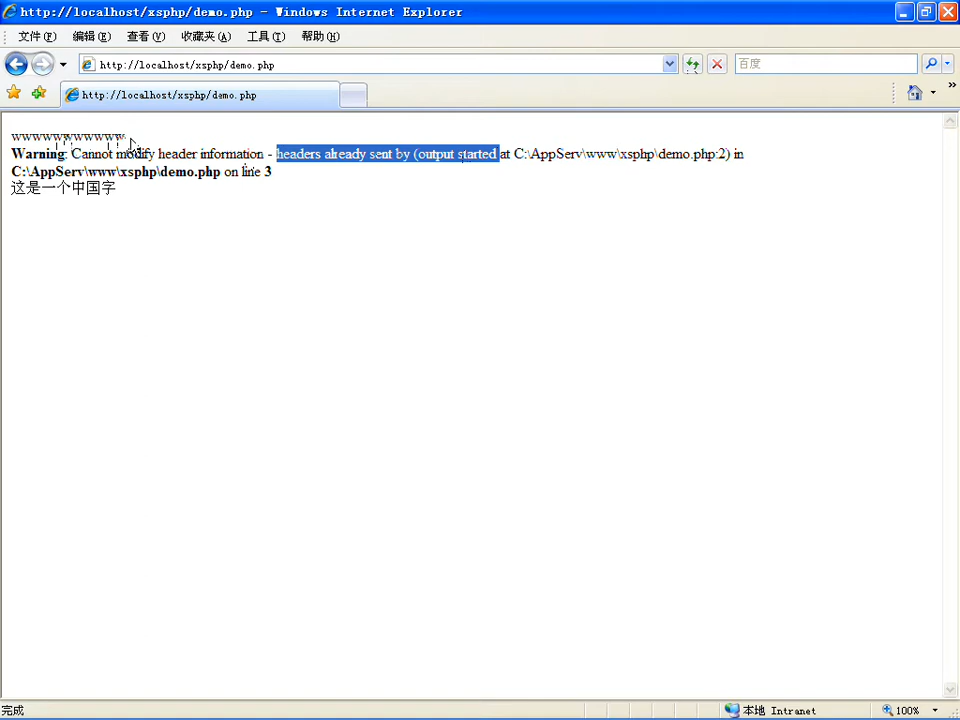 http://localhost/xsphp/demo.php - Windows Internet Explorer
文件(F) 编辑(E) 查看(V) 收藏夹(A) 工具(T) 帮助(H)
http://localhost/xsphp/demo.php 百度
http://localhost/xsphp/demo.php »
wwwwwwwwwww
Warning: Cannot modify header information - headers already sent by (output started at C:\AppServ\www\xsphp\demo.php:2) in
C:\AppServ\www\xsphp\demo.php on line 3
这是一个中国字
完成 本地 Intranet 100%